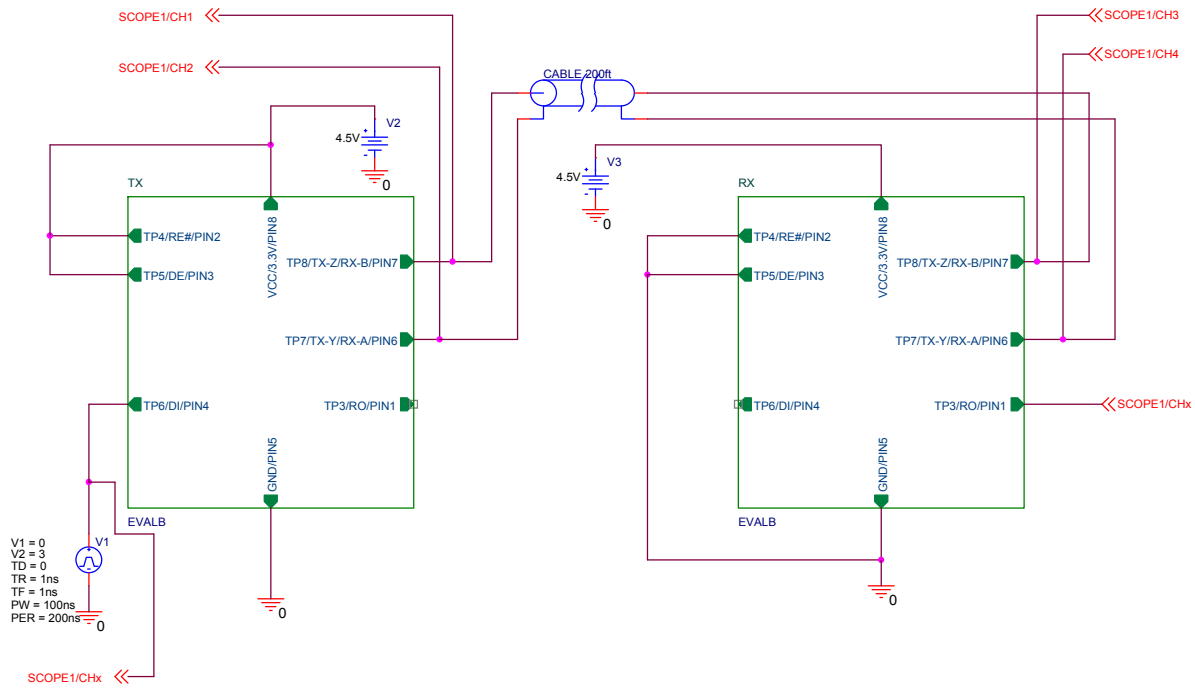 SCOPE1/CH1
SCOPE1/CH3
SCOPE1/CH2
SCOPE1/CH4
CABLE 200ft
V2
+
4.5V
-
0
V3
+
4.5V
-
0
TX
VCC/3.3V/PIN8
TP4/RE#/PIN2
TP5/DE/PIN3
TP8/TX-Z/RX-B/PIN7
TP7/TX-Y/RX-A/PIN6
TP6/DI/PIN4
TP3/RO/PIN1
GND/PIN5
EVALB
0
RX
VCC/3.3V/PIN8
TP4/RE#/PIN2
TP5/DE/PIN3
TP8/TX-Z/RX-B/PIN7
TP7/TX-Y/RX-A/PIN6
TP6/DI/PIN4
TP3/RO/PIN1
SCOPE1/CHx
GND/PIN5
EVALB
0
V1
+
-
V1 = 0
V2 = 3
TD = 0
TR = 1ns
TF = 1ns
PW = 100ns
PER = 200ns
0
SCOPE1/CHx